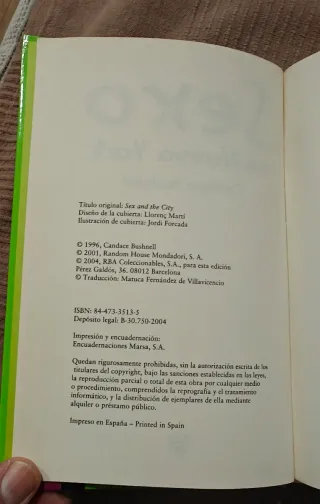 Título original: Sex and the City
Diseño de la cubierta: Llorenç Martí
Ilustración de cubierta: Jordi Forcada
© 1996, Candace Bushnell
© 2001, Random House Mondadori, S. A.
© 2004, RBA Coleccionables, S.A., para esta edición
Pérez Galdós, 36. 08012 Barcelona
© Traducción: Matuca Fernández de Villavicencio
ISBN: 84-473-3513-5
Depósito legal: B-30.750-2004
Impresión y encuadernación:
Encuadernaciones Marsa, S.A.
Quedan rigurosamente prohibidas, sin la autorización escrita de los
titulares del copyright, bajo las sanciones establecidas en las leyes,
la reproducción parcial o total de esta obra por cualquier medio
o procedimiento, comprendidos la reprografía y el tratamiento
informático, y la distribución de ejemplares de ella mediante
alquiler o préstamo público.
Impreso en España – Printed in Spain